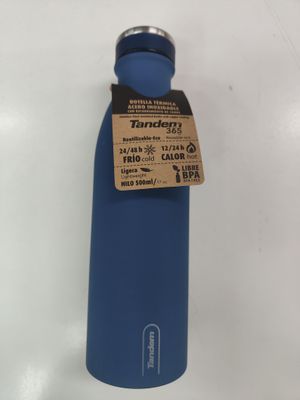 BOTELLA TÉRMICA
ACERO INOXIDABLE
Tandem
365
Reutilizable-Eco
24/48 h
FRÍO cold
12/24 h
CALOR hot
Ligera
Lightweight
NILO 500ml/
LIBRE
BPA
Tandem